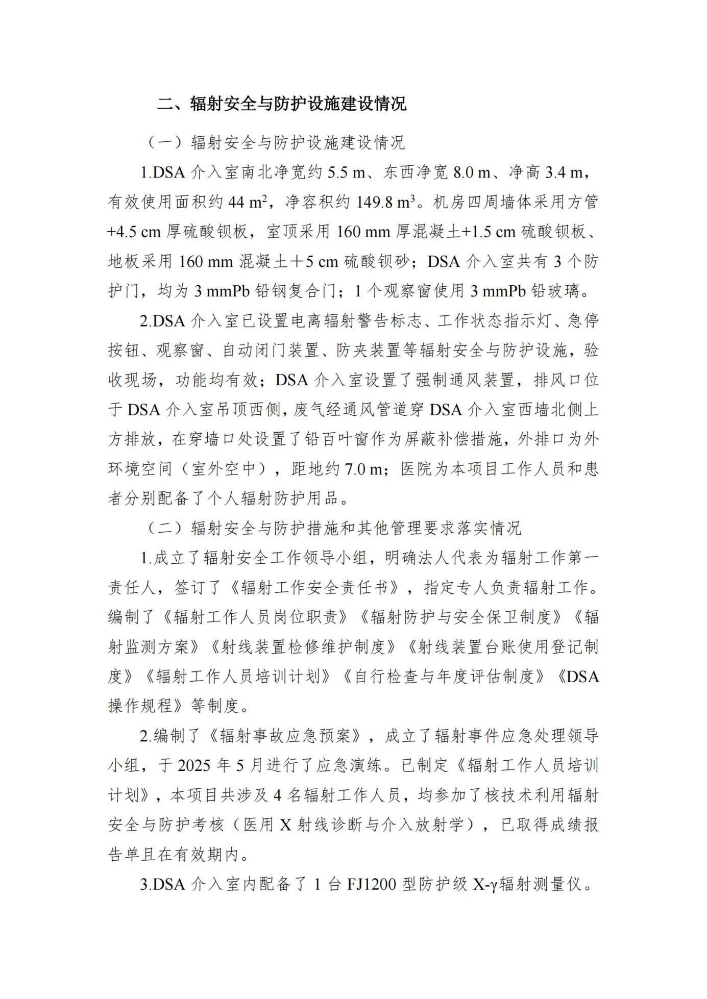 二、辐射安全与防护设施建设情况
（一）辐射安全与防护设施建设情况
1.DSA 介入室南北净宽约 5.5 m、东西净宽 8.0 m、净高 3.4 m，
有效使用面积约 44 m²，净容积约 149.8 m³。机房四周墙体采用方管
+4.5 cm 厚硫酸钡板，室顶采用 160 mm 厚混凝土+1.5 cm 硫酸钡板、
地板采用 160 mm 混凝土＋5 cm 硫酸钡砂；DSA 介入室共有 3 个防
护门，均为 3 mmPb 铅钢复合门；1 个观察窗使用 3 mmPb 铅玻璃。
2.DSA 介入室已设置电离辐射警告标志、工作状态指示灯、急停
按钮、观察窗、自动闭门装置、防夹装置等辐射安全与防护设施，验
收现场，功能均有效；DSA 介入室设置了强制通风装置，排风口位
于 DSA 介入室吊顶西侧，废气经通风管道穿 DSA 介入室西墙北侧上
方排放，在穿墙口处设置了铅百叶窗作为屏蔽补偿措施，外排口为外
环境空间（室外空中），距地约 7.0 m；医院为本项目工作人员和患
者分别配备了个人辐射防护用品。
（二）辐射安全与防护措施和其他管理要求落实情况
1.成立了辐射安全工作领导小组，明确法人代表为辐射工作第一
责任人，签订了《辐射工作安全责任书》，指定专人负责辐射工作。
编制了《辐射工作人员岗位职责》《辐射防护与安全保卫制度》《辐
射监测方案》《射线装置检修维护制度》《射线装置台账使用登记制
度》《辐射工作人员培训计划》《自行检查与年度评估制度》《DSA
操作规程》等制度。
2.编制了《辐射事故应急预案》，成立了辐射事件应急处理领导
小组，于 2025 年 5 月进行了应急演练。已制定《辐射工作人员培训
计划》，本项目共涉及 4 名辐射工作人员，均参加了核技术利用辐射
安全与防护考核（医用 X 射线诊断与介入放射学），已取得成绩报
告单且在有效期内。
3.DSA 介入室内配备了 1 台 FJ1200 型防护级 X-γ辐射测量仪。